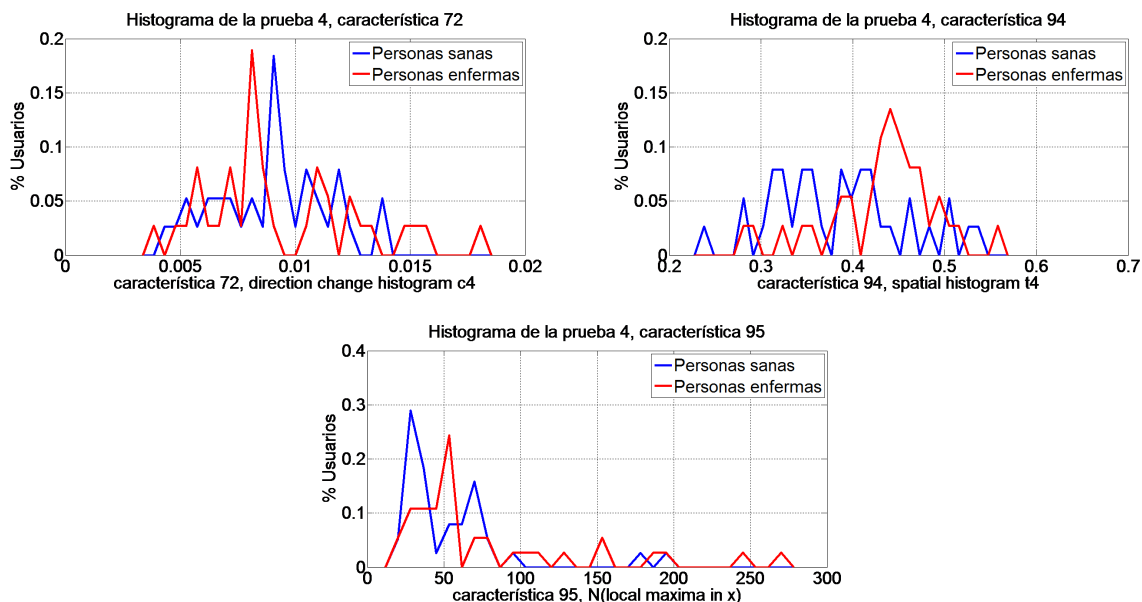 Histograma de la prueba 4, característica 72
0.2
0.15
0.1
0.05
0
% Usuarios
Personas sanas
Personas enfermas
0
0.005
0.01
0.015
0.02
característica 72, direction change histogram c4
Histograma de la prueba 4, característica 94
0.2
0.15
0.1
0.05
0
% Usuarios
Personas sanas
Personas enfermas
0.2
0.3
0.4
0.5
0.6
0.7
característica 94, spatial histogram t4
Histograma de la prueba 4, característica 95
0.4
0.3
0.2
0.1
0
% Usuarios
Personas sanas
Personas enfermas
0
50
100
150
200
250
300
característica 95, N(local maxima in x)